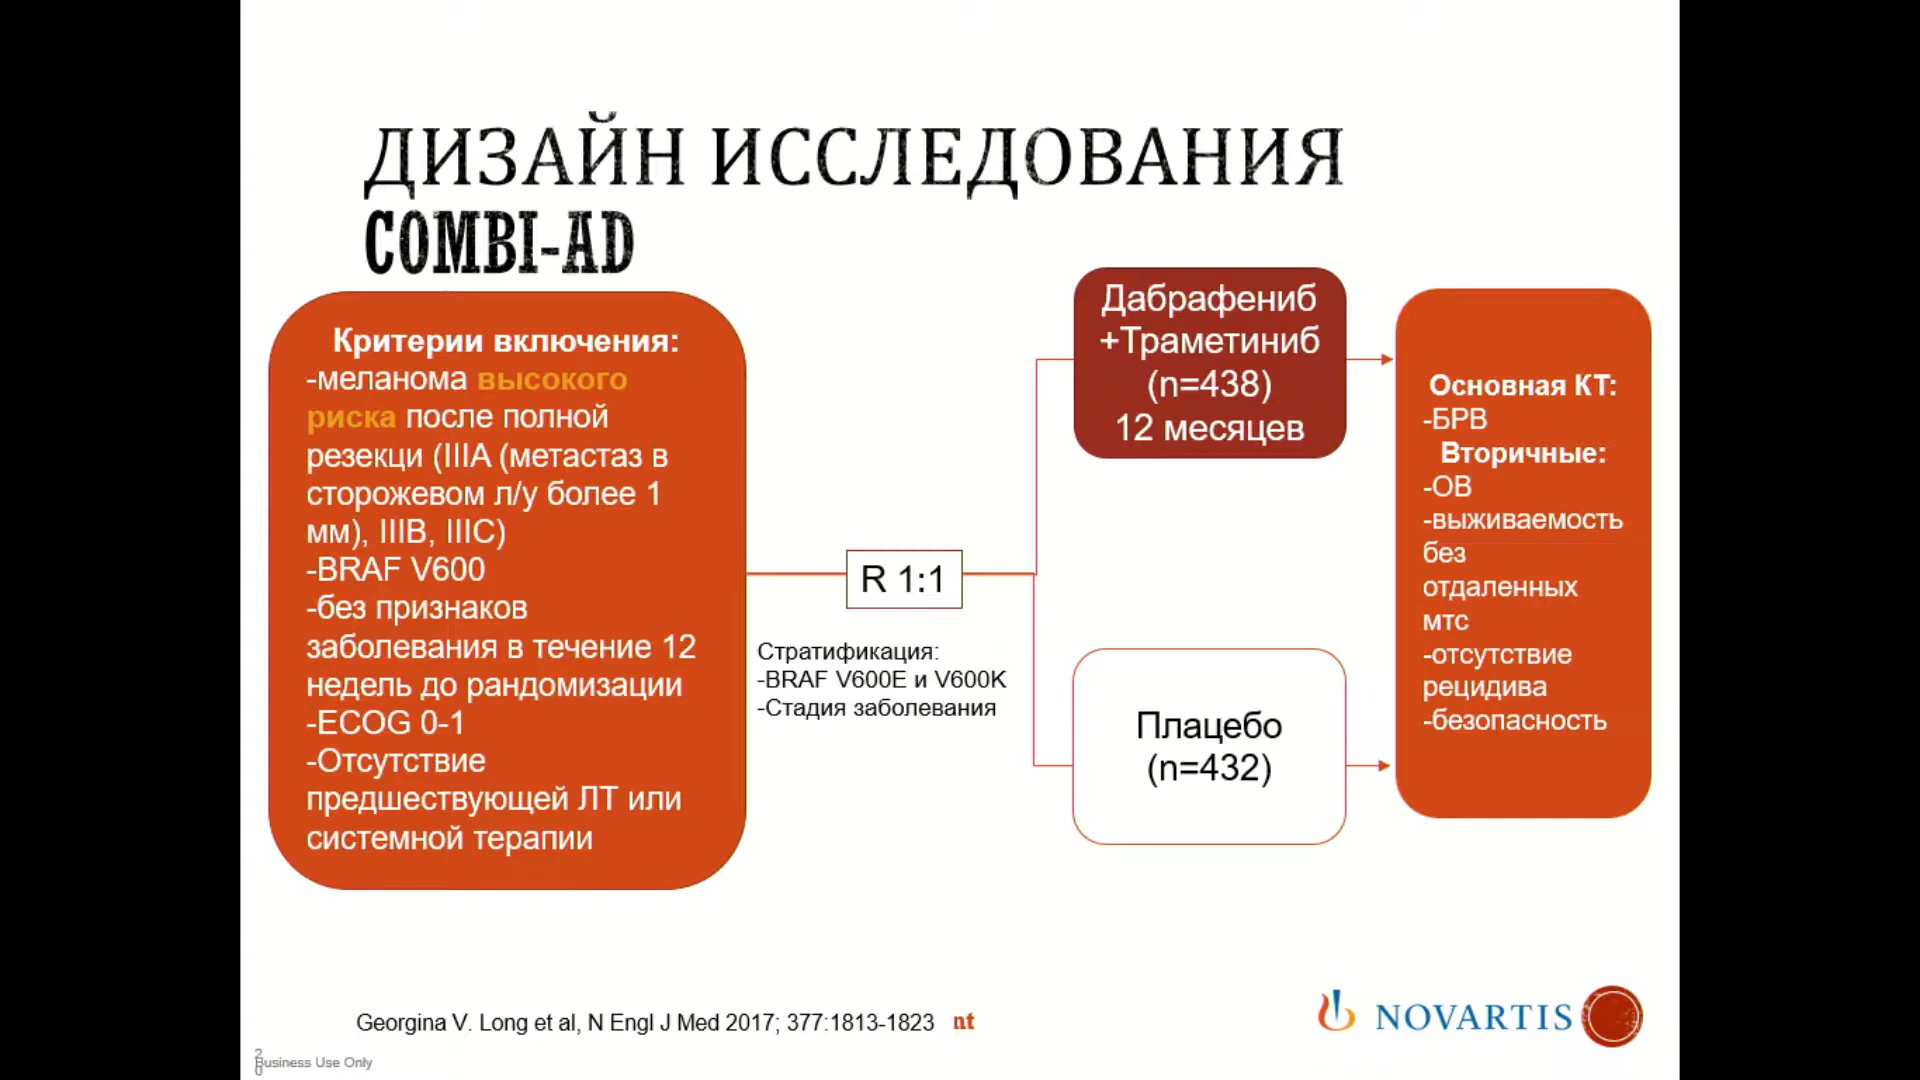 ДИЗАЙН ИССЛЕДОВАНИЯ
COMBI-AD
Критерии включения:
-меланома высокого
риска после полной
резекци (IIIA (метастаз в
сторожевом л/у более 1
мм), IIIB, IIIC)
-BRAF V600
-без признаков
заболевания в течение 12
недель до рандомизации
-ECOG 0-1
-Отсутствие
предшествующей ЛТ или
системной терапии
R 1:1
Стратификация:
-BRAF V600E и V600K
-Стадия заболевания
Дабрафениб
+Траметиниб
(n=438)
12 месяцев
Плацебо
(n=432)
Основная КТ:
-БРВ
Вторичные:
-ОВ
-выживаемость
без
отдаленных
мтс
-отсутствие
рецидива
-безопасность
Georgina V. Long et al, N Engl J Med 2017; 377:1813-1823 nt
NOVARTIS
20
Business Use Only